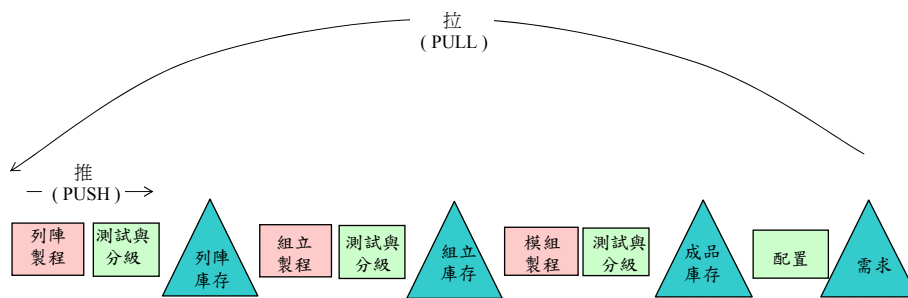 拉
( PULL )
推
( PUSH )
列陣
製程
測試與
分級
列陣
庫存
組立
製程
測試與
分級
組立
庫存
模組
製程
測試與
分級
成品
庫存
配置
需求